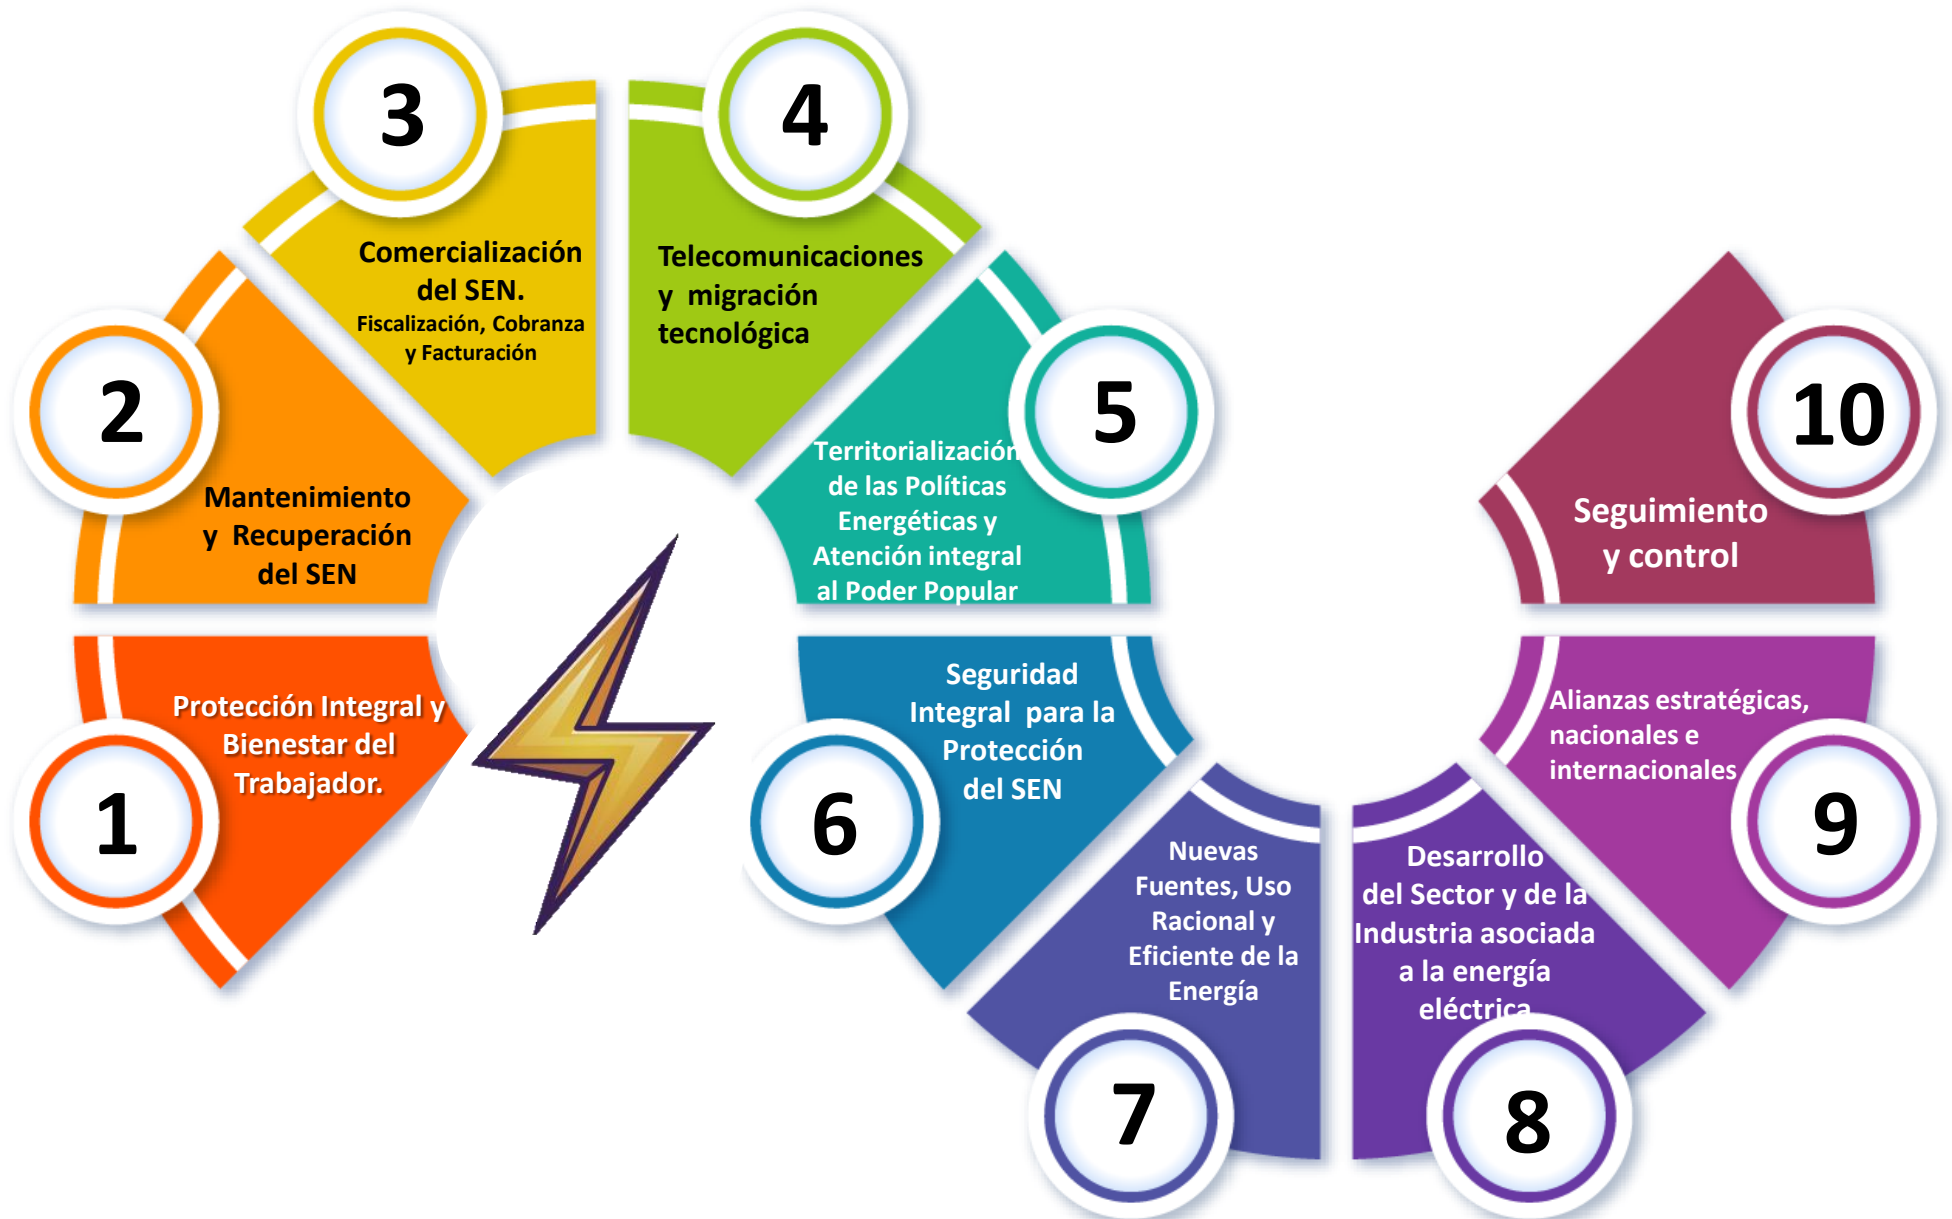 1
Protección Integral y
Bienestar del
Trabajador.
2
Mantenimiento
y Recuperación
del SEN
3
Comercialización
del SEN.
Fiscalización, Cobranza
y Facturación
4
Telecomunicaciones
y migración
tecnológica
5
Territorialización
de las Políticas
Energéticas y
Atención integral
al Poder Popular
6
Seguridad
Integral para la
Protección
del SEN
7
Nuevas
Fuentes, Uso
Racional y
Eficiente de la
Energía
8
Desarrollo
del Sector y de la
Industria asociada
a la energía
eléctrica
9
Alianzas estratégicas,
nacionales e
internacionales
10
Seguimiento
y control